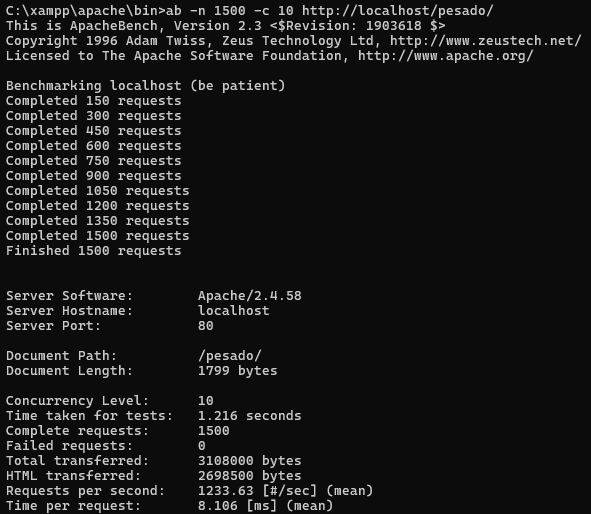 C:\xampp\apache\bin>ab -n 1500 -c 10 http://localhost/pesado/
This is ApacheBench, Version 2.3 <$Revision: 1903618 $>
Copyright 1996 Adam Twiss, Zeus Technology Ltd, http://www.zeustech.net/
Licensed to The Apache Software Foundation, http://www.apache.org/

Benchmarking localhost (be patient)
Completed 150 requests
Completed 300 requests
Completed 450 requests
Completed 600 requests
Completed 750 requests
Completed 900 requests
Completed 1050 requests
Completed 1200 requests
Completed 1350 requests
Completed 1500 requests
Finished 1500 requests


Server Software:        Apache/2.4.58
Server Hostname:        localhost
Server Port:            80

Document Path:          /pesado/
Document Length:        1799 bytes

Concurrency Level:      10
Time taken for tests:   1.216 seconds
Complete requests:      1500
Failed requests:        0
Total transferred:      3108000 bytes
HTML transferred:       2698500 bytes
Requests per second:    1233.63 [#/sec] (mean)
Time per request:       8.106 [ms] (mean)